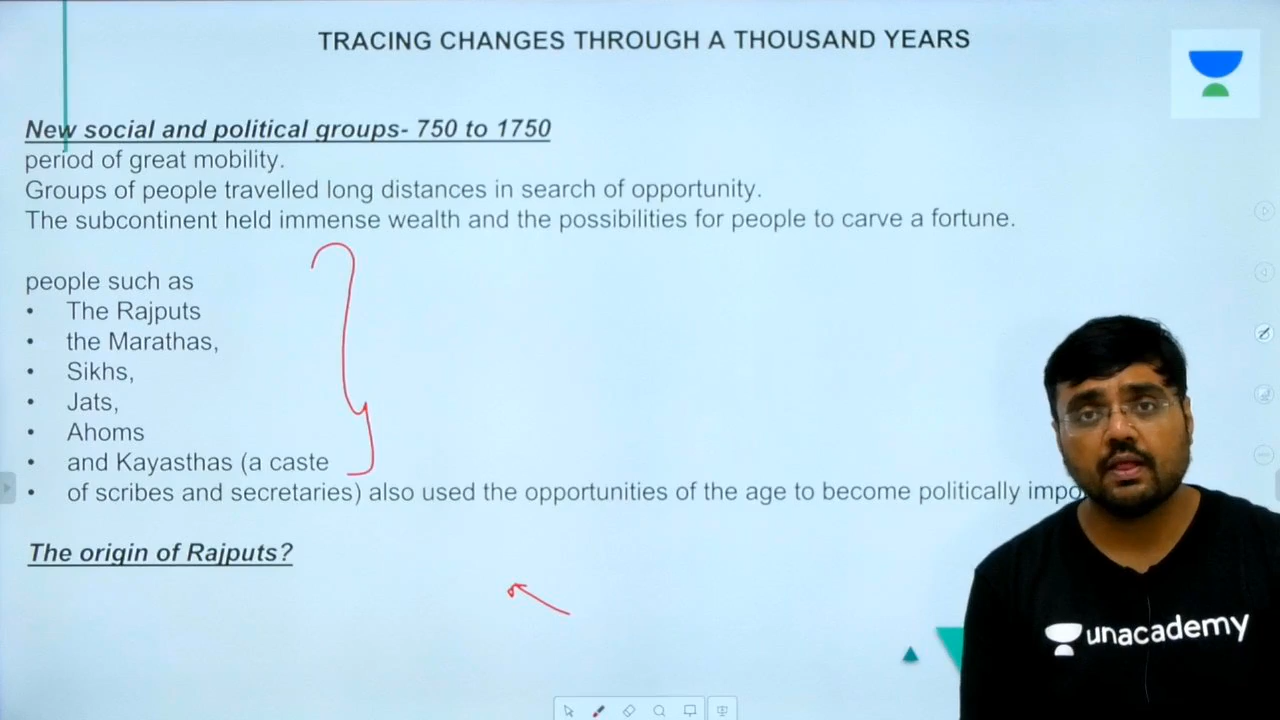 TRACING CHANGES THROUGH A THOUSAND YEARS
New social and political groups- 750 to 1750
period of great mobility.
Groups of people travelled long distances in search of opportunity.
The subcontinent held immense wealth and the possibilities for people to carve a fortune.
people such as
• The Rajputs
• the Marathas,
• Sikhs,
• Jats,
• Ahoms
• and Kayasthas (a caste
• of scribes and secretaries) also used the opportunities of the age to become politically
The origin of Rajputs?
unacademy